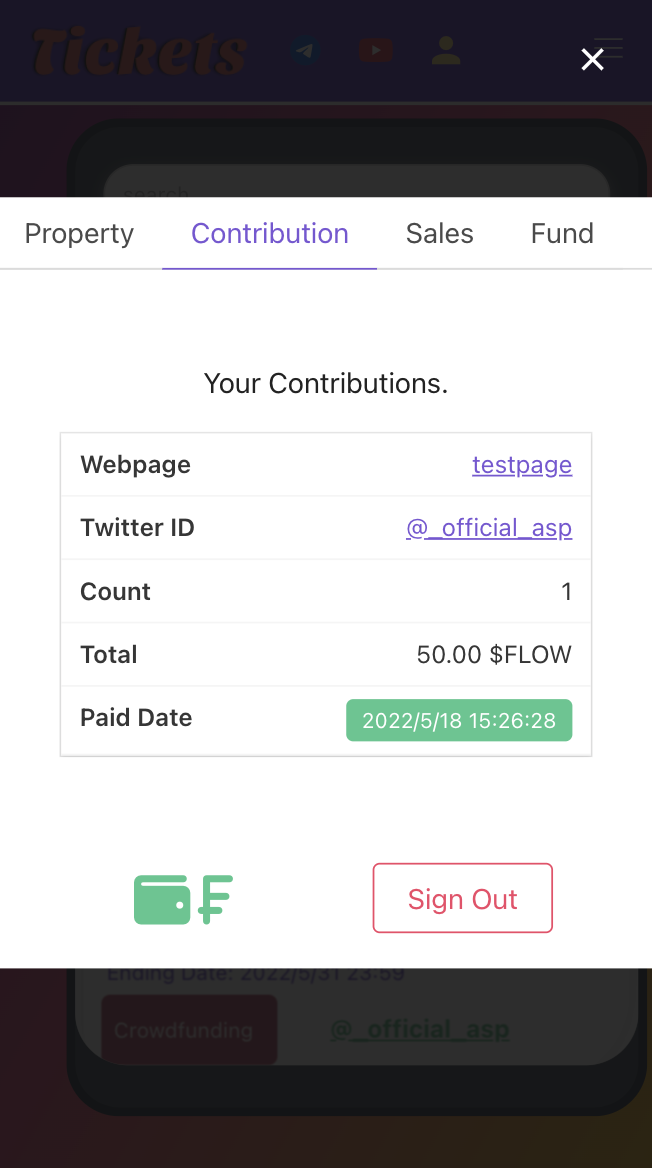 Tickets
search
Property Contribution Sales Fund
Your Contributions.
Webpage testpage
Twitter ID @_official_asp
Count 1
Total 50.00 $FLOW
Paid Date 2022/5/18 15:26:28
Sign Out
Ending Date: 2022/5/31 23:59
Crowdfunding @_official_asp